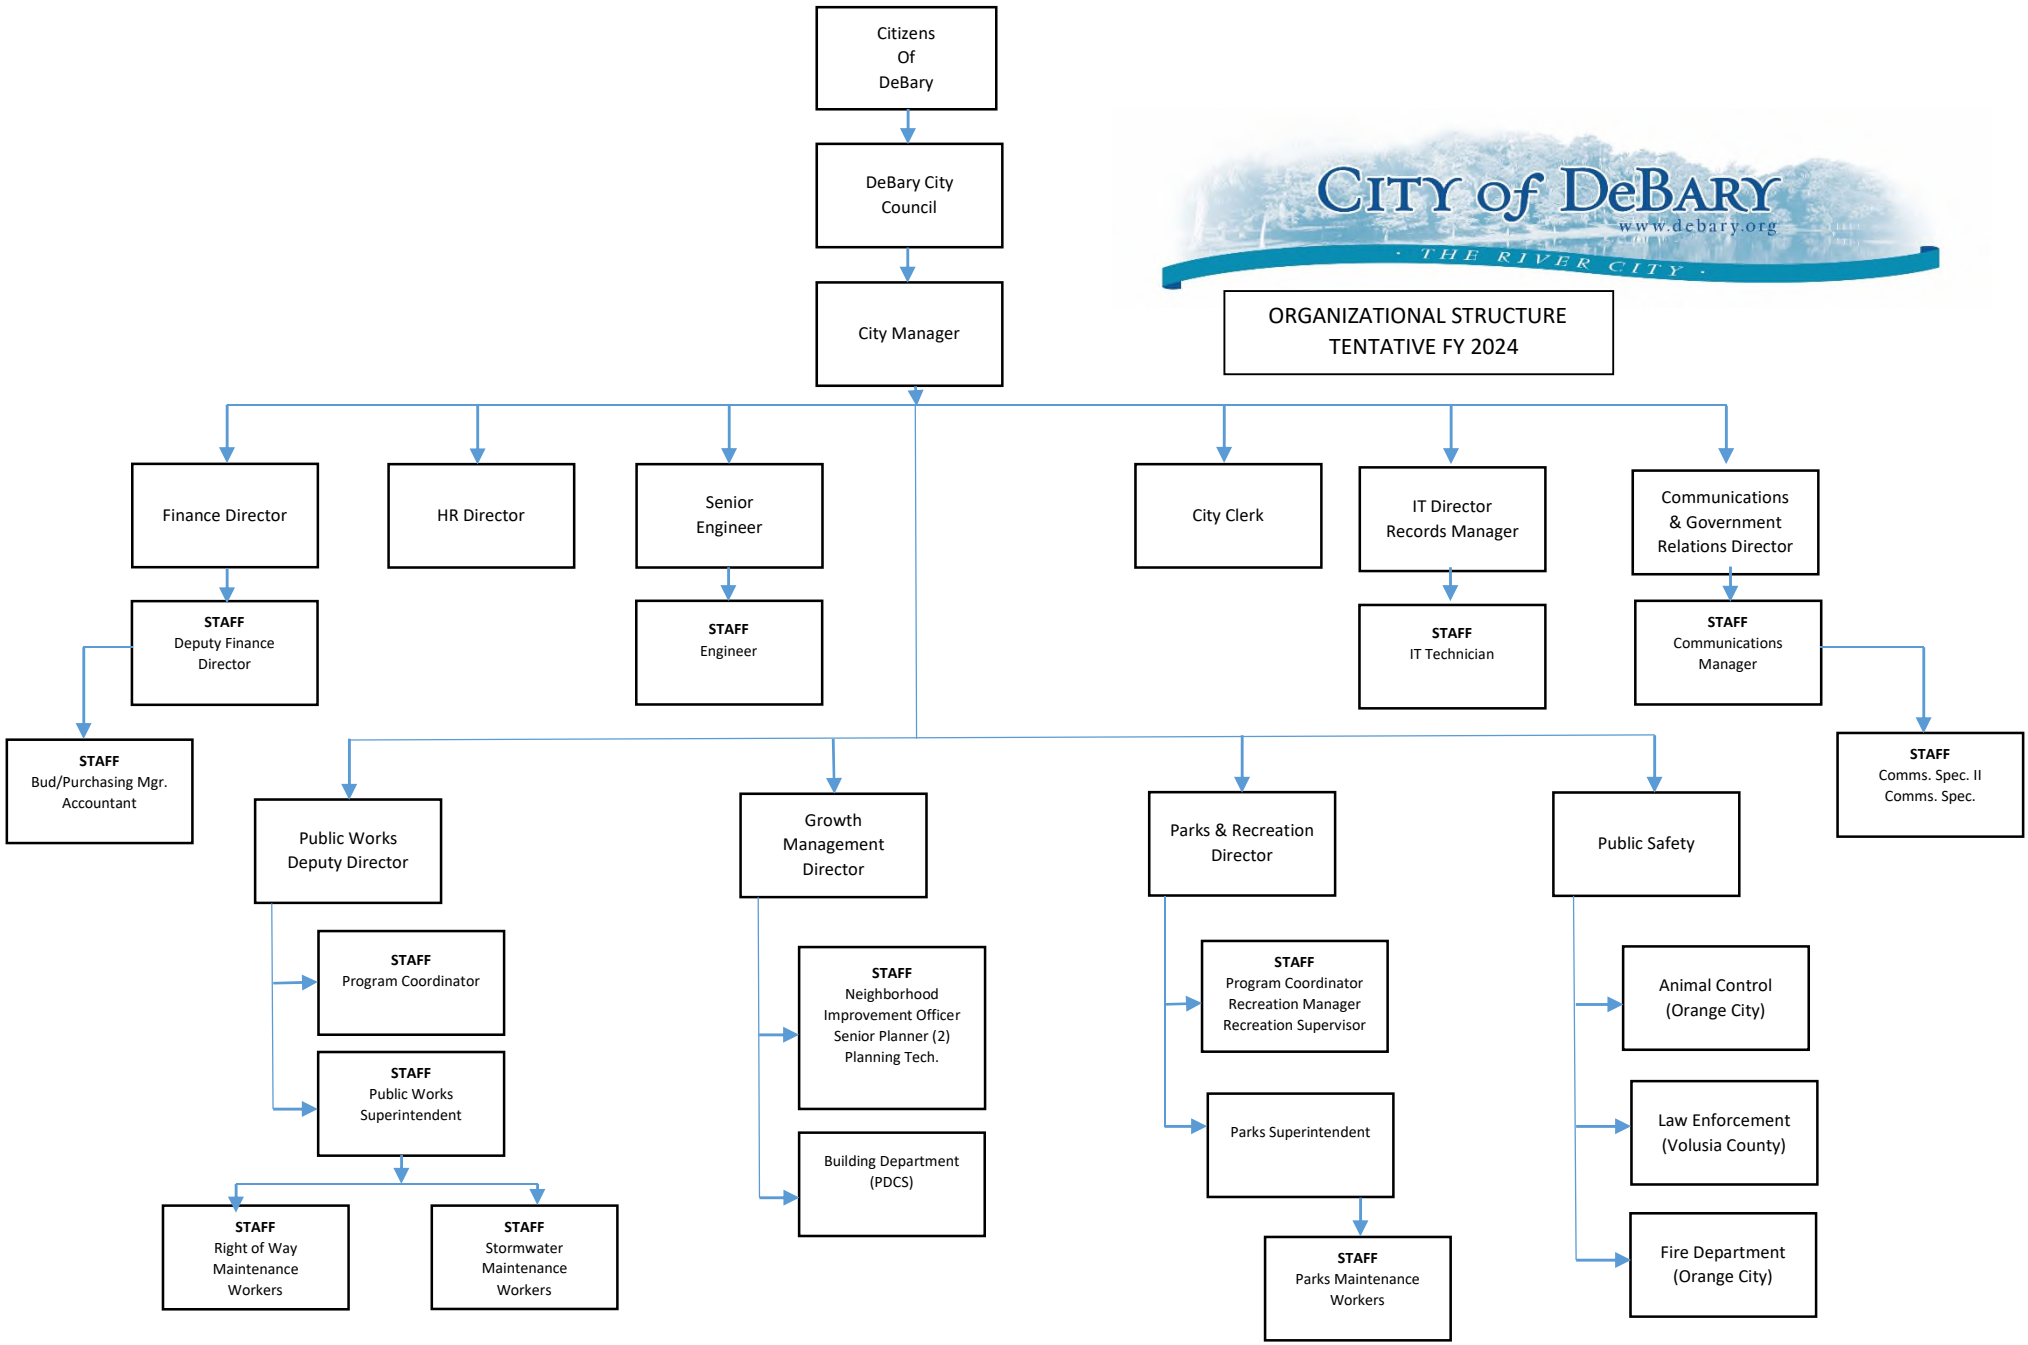 Citizens
Of
DeBary
DeBary City
Council
CITY of DEBARY
www.debary.org
· THE RIVER CITY ·
City Manager
ORGANIZATIONAL STRUCTURE
TENTATIVE FY 2024
Finance Director
HR Director
Senior
Engineer
City Clerk
IT Director
Records Manager
Communications
& Government
Relations Director
STAFF
Deputy Finance
Director
STAFF
Engineer
STAFF
IT Technician
STAFF
Communications
Manager
STAFF
Bud/Purchasing Mgr.
Accountant
STAFF
Comms. Spec. II
Comms. Spec.
Public Works
Deputy Director
Growth
Management
Director
Parks & Recreation
Director
Public Safety
STAFF
Program Coordinator
STAFF
Public Works
Superintendent
STAFF
Right of Way
Maintenance
Workers
STAFF
Stormwater
Maintenance
Workers
STAFF
Neighborhood
Improvement Officer
Senior Planner (2)
Planning Tech.
Building Department
(PDCS)
STAFF
Program Coordinator
Recreation Manager
Recreation Supervisor
Parks Superintendent
STAFF
Parks Maintenance
Workers
Animal Control
(Orange City)
Law Enforcement
(Volusia County)
Fire Department
(Orange City)